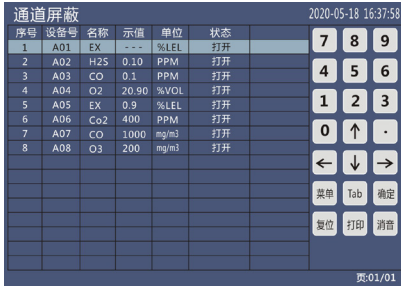 通道屏蔽 2020-05-18 16:37:58
序号 设备号 名称 示值 单位 状态
1 A01 EX --- %LEL 打开
2 A02 H2S 0.10 PPM 打开
3 A03 CO 0.1 PPM 打开
4 A04 O2 20.90 %VOL 打开
5 A05 EX 0.9 %LEL 打开
6 A06 Co2 400 PPM 打开
7 A07 CO 1000 mg/m3 打开
8 A08 O3 200 mg/m3 打开
7 8 9
4 5 6
1 2 3
0 ↑ ·
← ↓ →
菜单 Tab 确定
复位 打印 消音
页:01/01